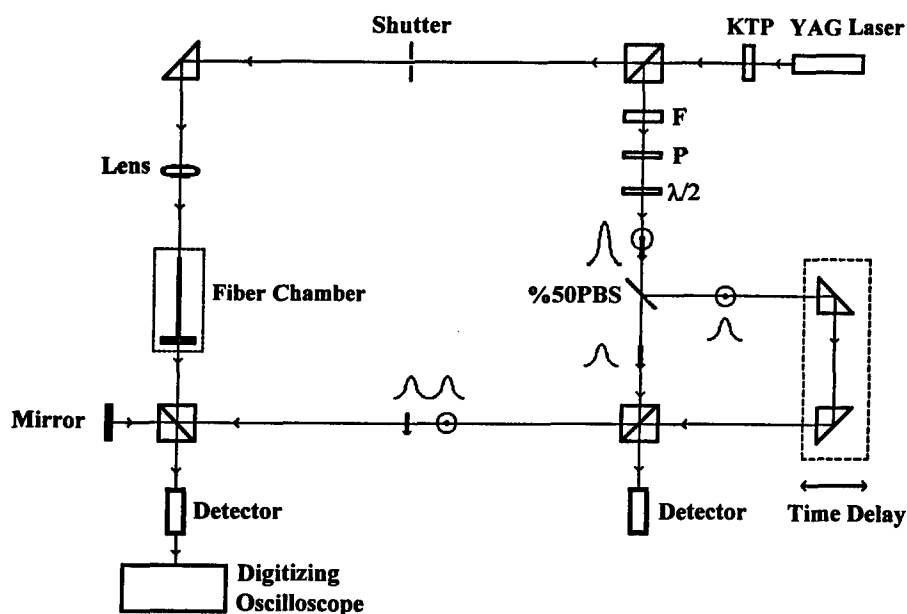 Shutter
KTP YAG Laser
F
P
λ/2
Lens
Fiber Chamber
%50PBS
Mirror
Detector
Detector
Time Delay
Digitizing
Oscilloscope